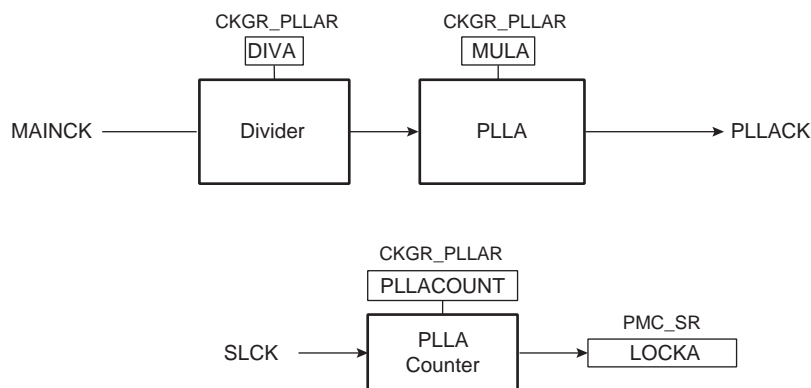 CKGR_PLLAR CKGR_PLLAR
DIVA MULA
MAINCK Divider PLLA PLLACK
CKGR_PLLAR
PLLACOUNT
PMC_SR
SLCK PLLA LOCKA
Counter